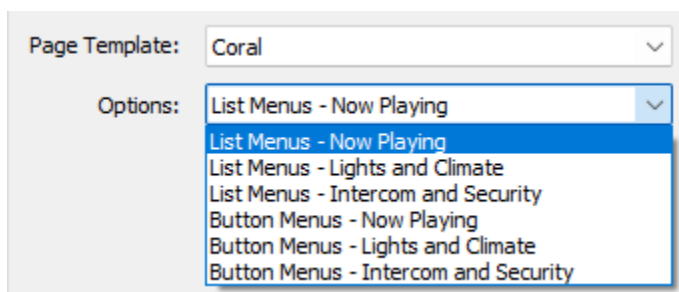 Page Template: Coral
Options: List Menus - Now Playing
List Menus - Now Playing
List Menus - Lights and Climate
List Menus - Intercom and Security
Button Menus - Now Playing
Button Menus - Lights and Climate
Button Menus - Intercom and Security